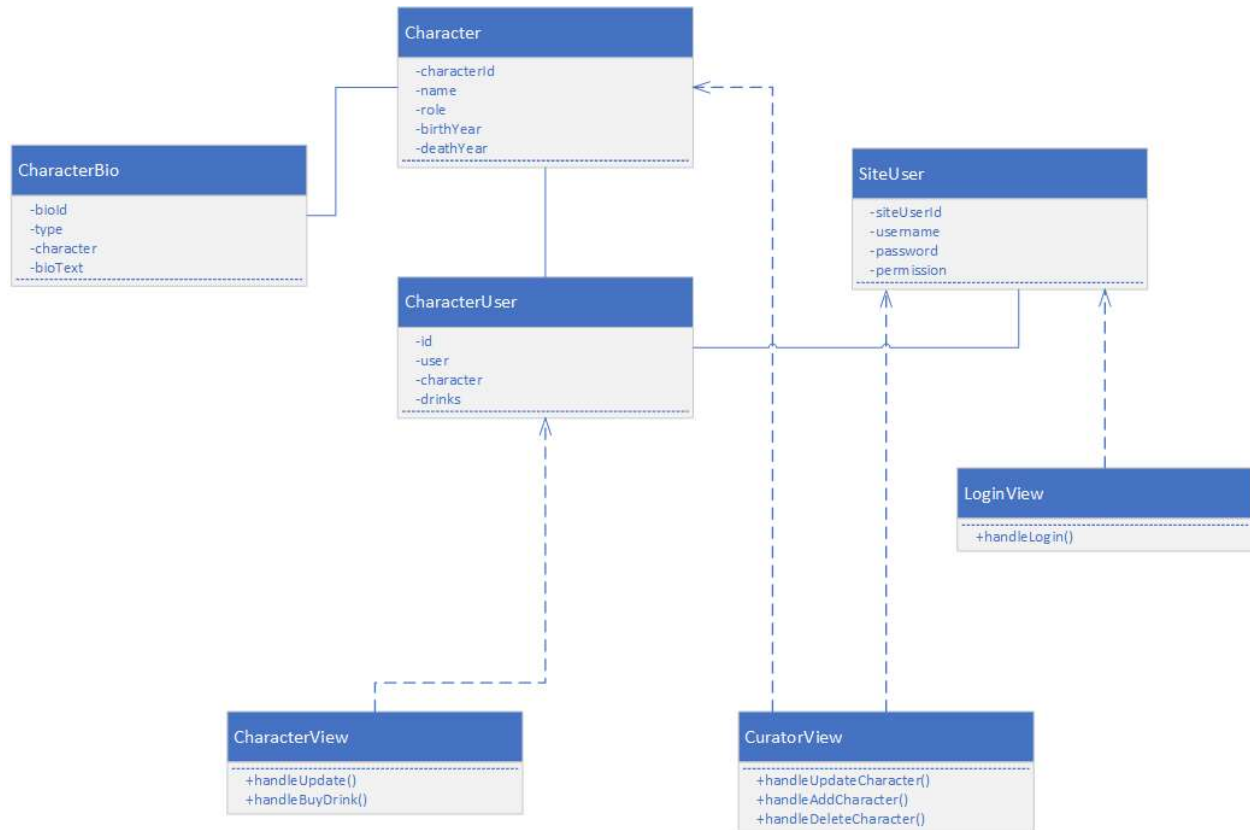 Character
-characterId
-name
-role
-birthYear
-deathYear
CharacterBio
-bioId
-type
-character
-bioText
SiteUser
-siteUserId
-username
-password
-permission
CharacterUser
-id
-user
-character
-drinks
LoginView
+handleLogin()
CharacterView
+handleUpdate()
+handleBuyDrink()
CuratorView
+handleUpdateCharacter()
+handleAddCharacter()
+handleDeleteCharacter()